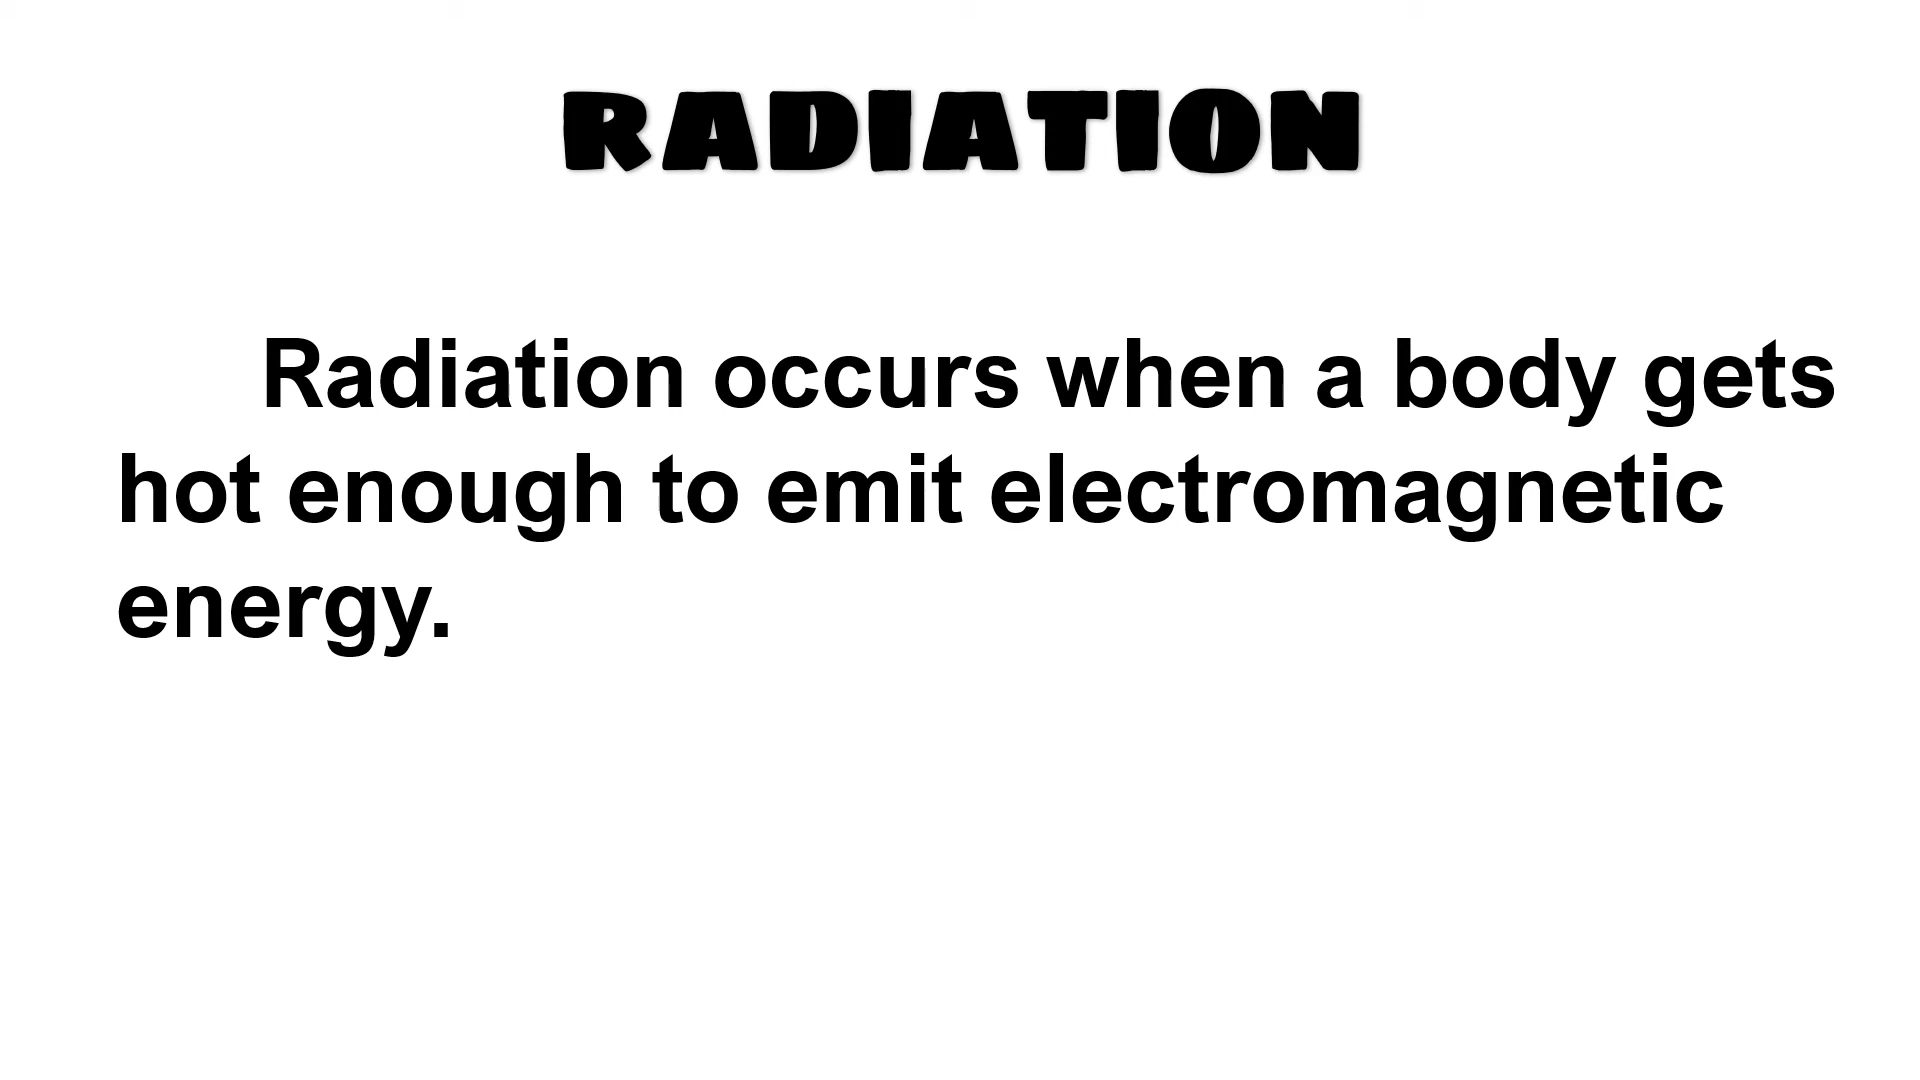 RADIATION
Radiation occurs when a body gets
hot enough to emit electromagnetic
energy.